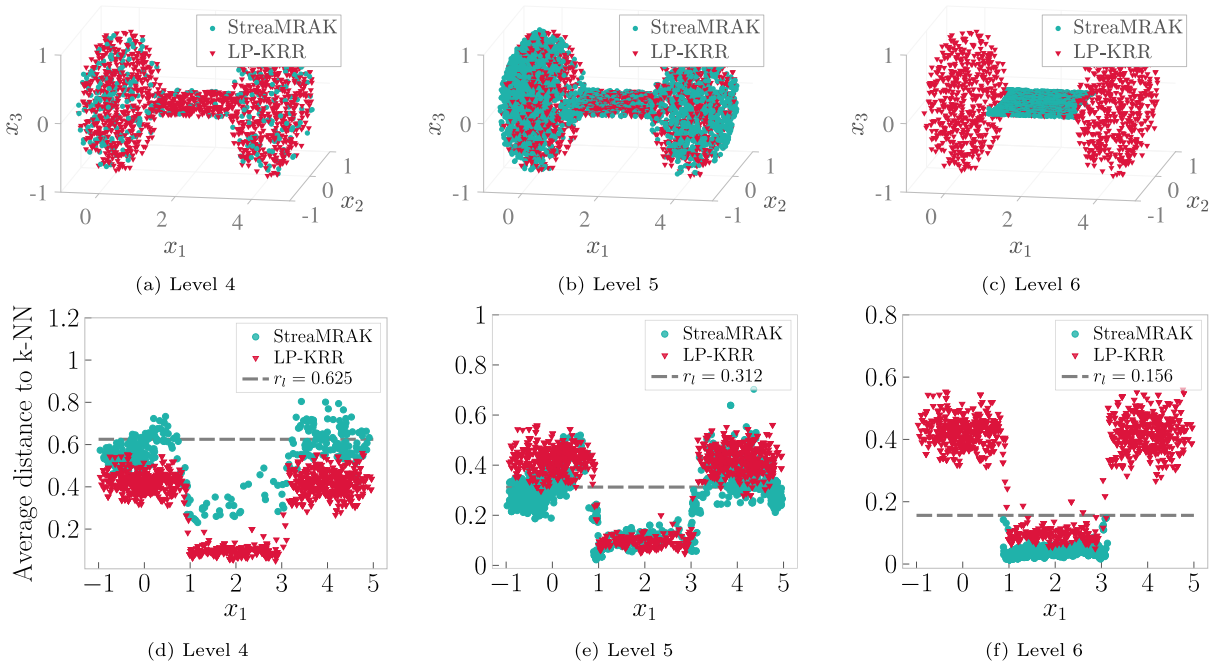 StreaMRAK
LP-KRR
1
0
-1
x₃
0
2
4
x₁
1
0
-1
x₂
(a) Level 4
StreaMRAK
LP-KRR
1
0
-1
x₃
0
2
4
x₁
1
0
-1
x₂
(b) Level 5
StreaMRAK
LP-KRR
1
0
-1
x₃
0
2
4
x₁
1
0
-1
x₂
(c) Level 6
Average distance to k-NN
1.2
1
0.8
0.6
0.4
0.2
StreaMRAK
LP-KRR
r_l = 0.625
−1 0 1 2 3 4 5
x₁
(d) Level 4
1
0.8
0.6
0.4
0.2
0
StreaMRAK
LP-KRR
r_l = 0.312
−1 0 1 2 3 4 5
x₁
(e) Level 5
0.8
0.6
0.4
0.2
0
StreaMRAK
LP-KRR
r_l = 0.156
−1 0 1 2 3 4 5
x₁
(f) Level 6